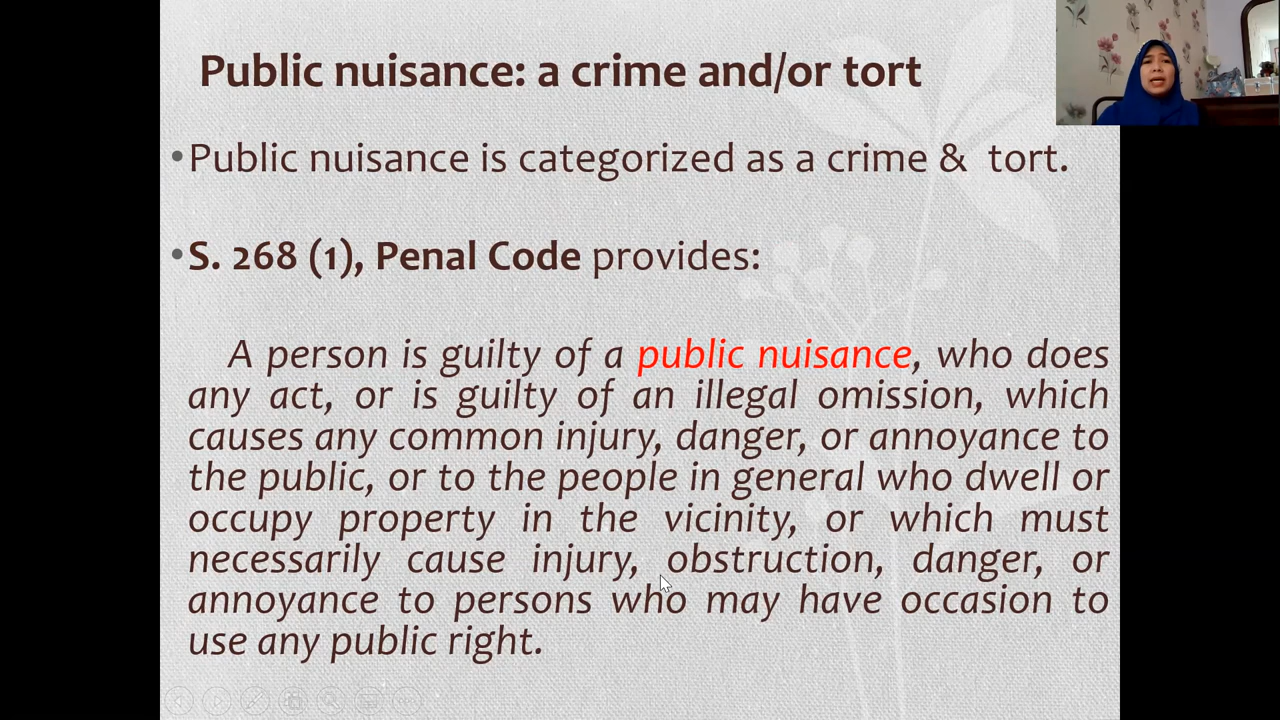 Public nuisance: a crime and/or tort
•Public nuisance is categorized as a crime & tort.
•S. 268 (1), Penal Code provides:
A person is guilty of a public nuisance, who does
any act, or is guilty of an illegal omission, which
causes any common injury, danger, or annoyance to
the public, or to the people in general who dwell or
occupy property in the vicinity, or which must
necessarily cause injury, obstruction, danger, or
annoyance to persons who may have occasion to
use any public right.